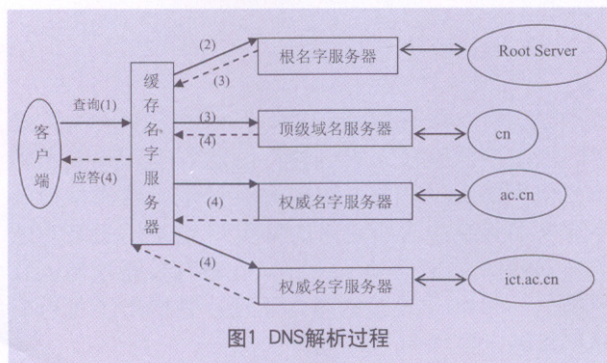 客户端
查询(1)
应答(4)
缓存名字服务器
(2)
(3)
根名字服务器
Root Server
(3)
(4)
顶级域名服务器
cn
(4)
权威名字服务器
ac.cn
(4)
权威名字服务器
ict.ac.cn
图1 DNS解析过程